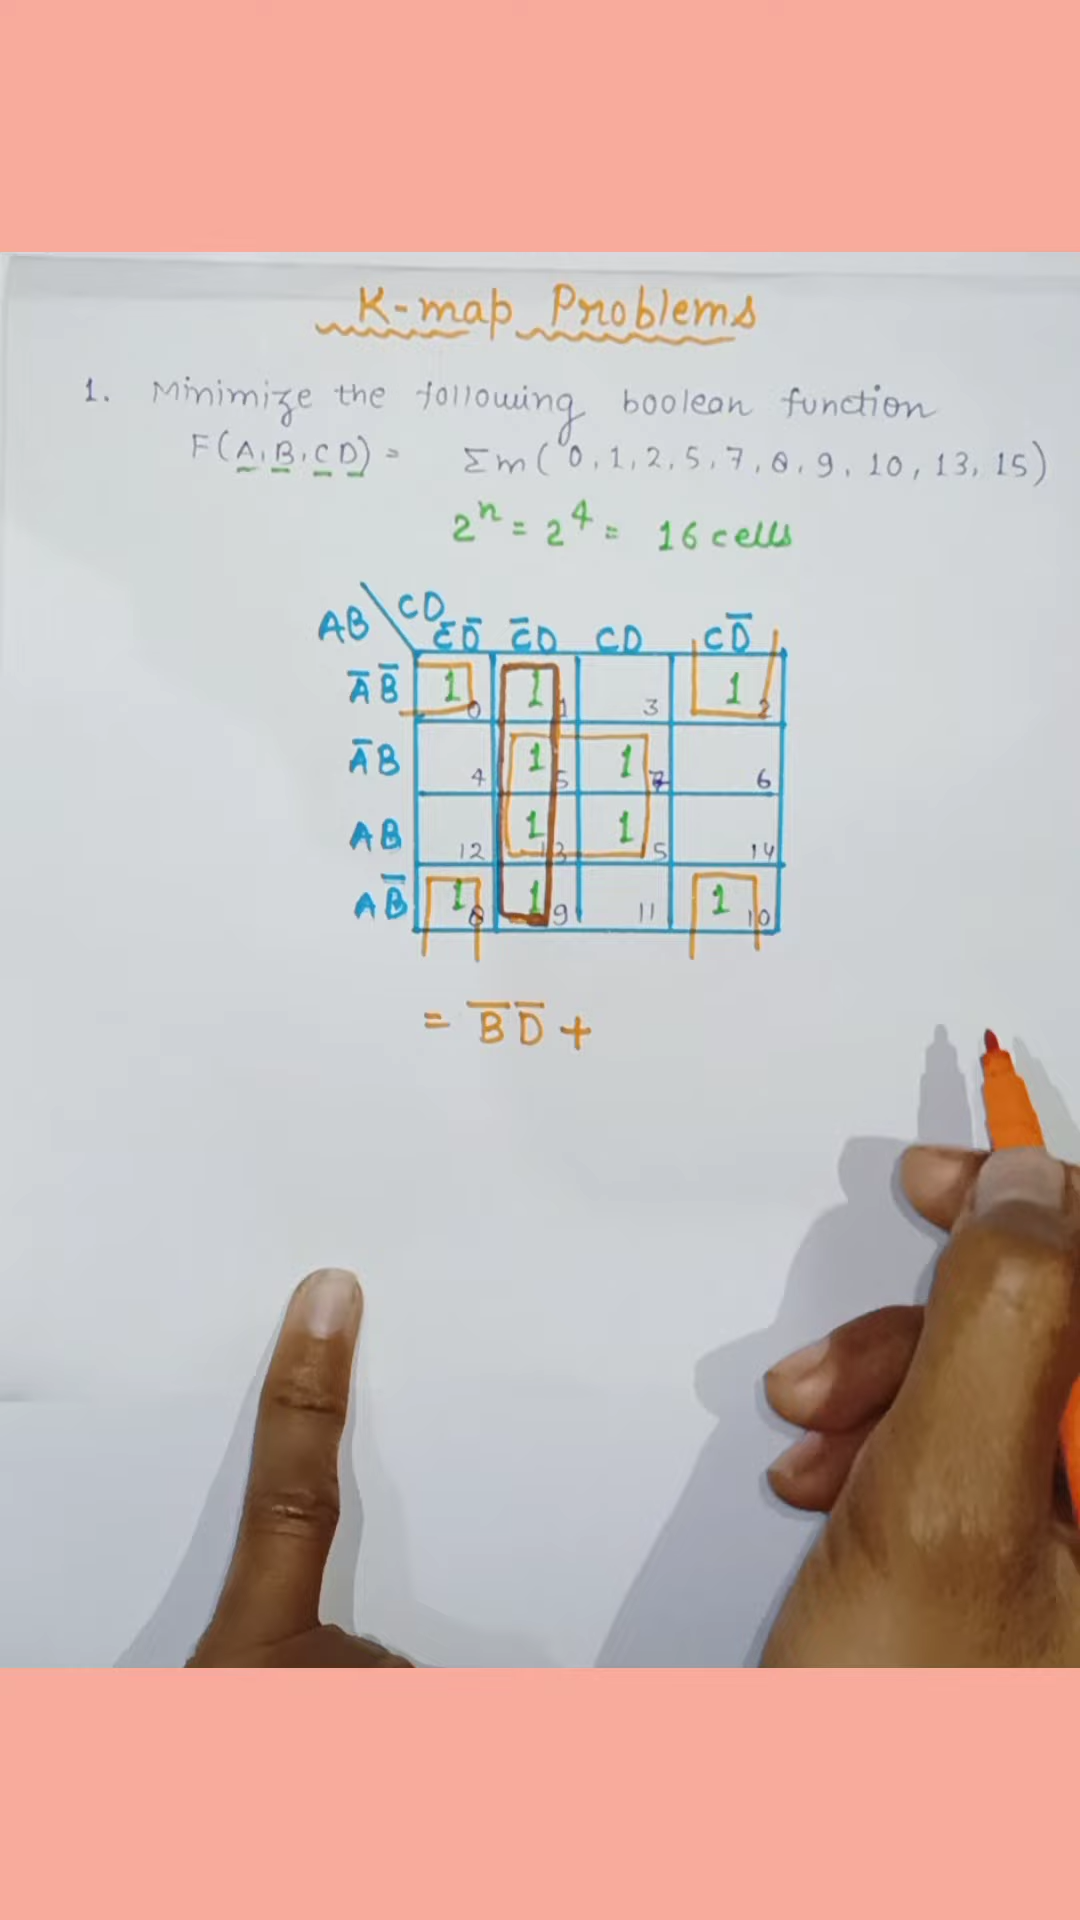 K-map Problems
1. Minimize the following boolean function
F(A,B,CD) = Σm(0,1,2,5,7,8,9,10,13,15)
2ⁿ = 2⁴ = 16 cells
AB CD
C̅D̅ C̅D CD CD̅
A̅B̅ 1 0 1 1 3 1 2
A̅B 4 1 5 1 7 6
AB 12 1 13 1 15 14
AB̅ 1 8 1 9 11 1 10
= B̅ D̅ +